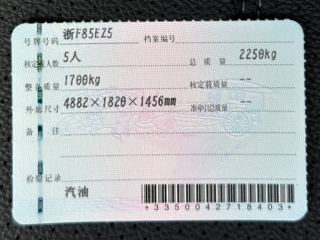 号牌号码 浙F85EZ5 档案编号
核定载人数 5人 总质量 2250kg
整备质量 1700kg 核定载质量 --
外廓尺寸 4882×1820×1456mm 准牵引总质量 --
备注
检验记录
汽油
*3350042718403*